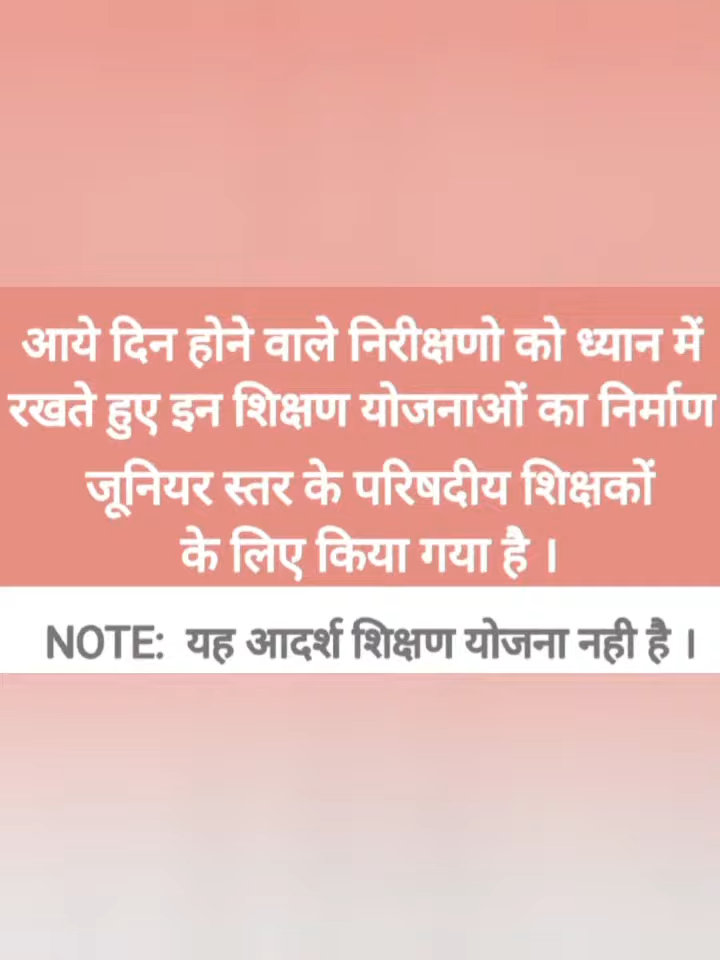 आये दिन होने वाले निरीक्षणो को ध्यान में
रखते हुए इन शिक्षण योजनाओं का निर्माण
जूनियर स्तर के परिषदीय शिक्षकों
के लिए किया गया है ।
NOTE: यह आदर्श शिक्षण योजना नही है ।